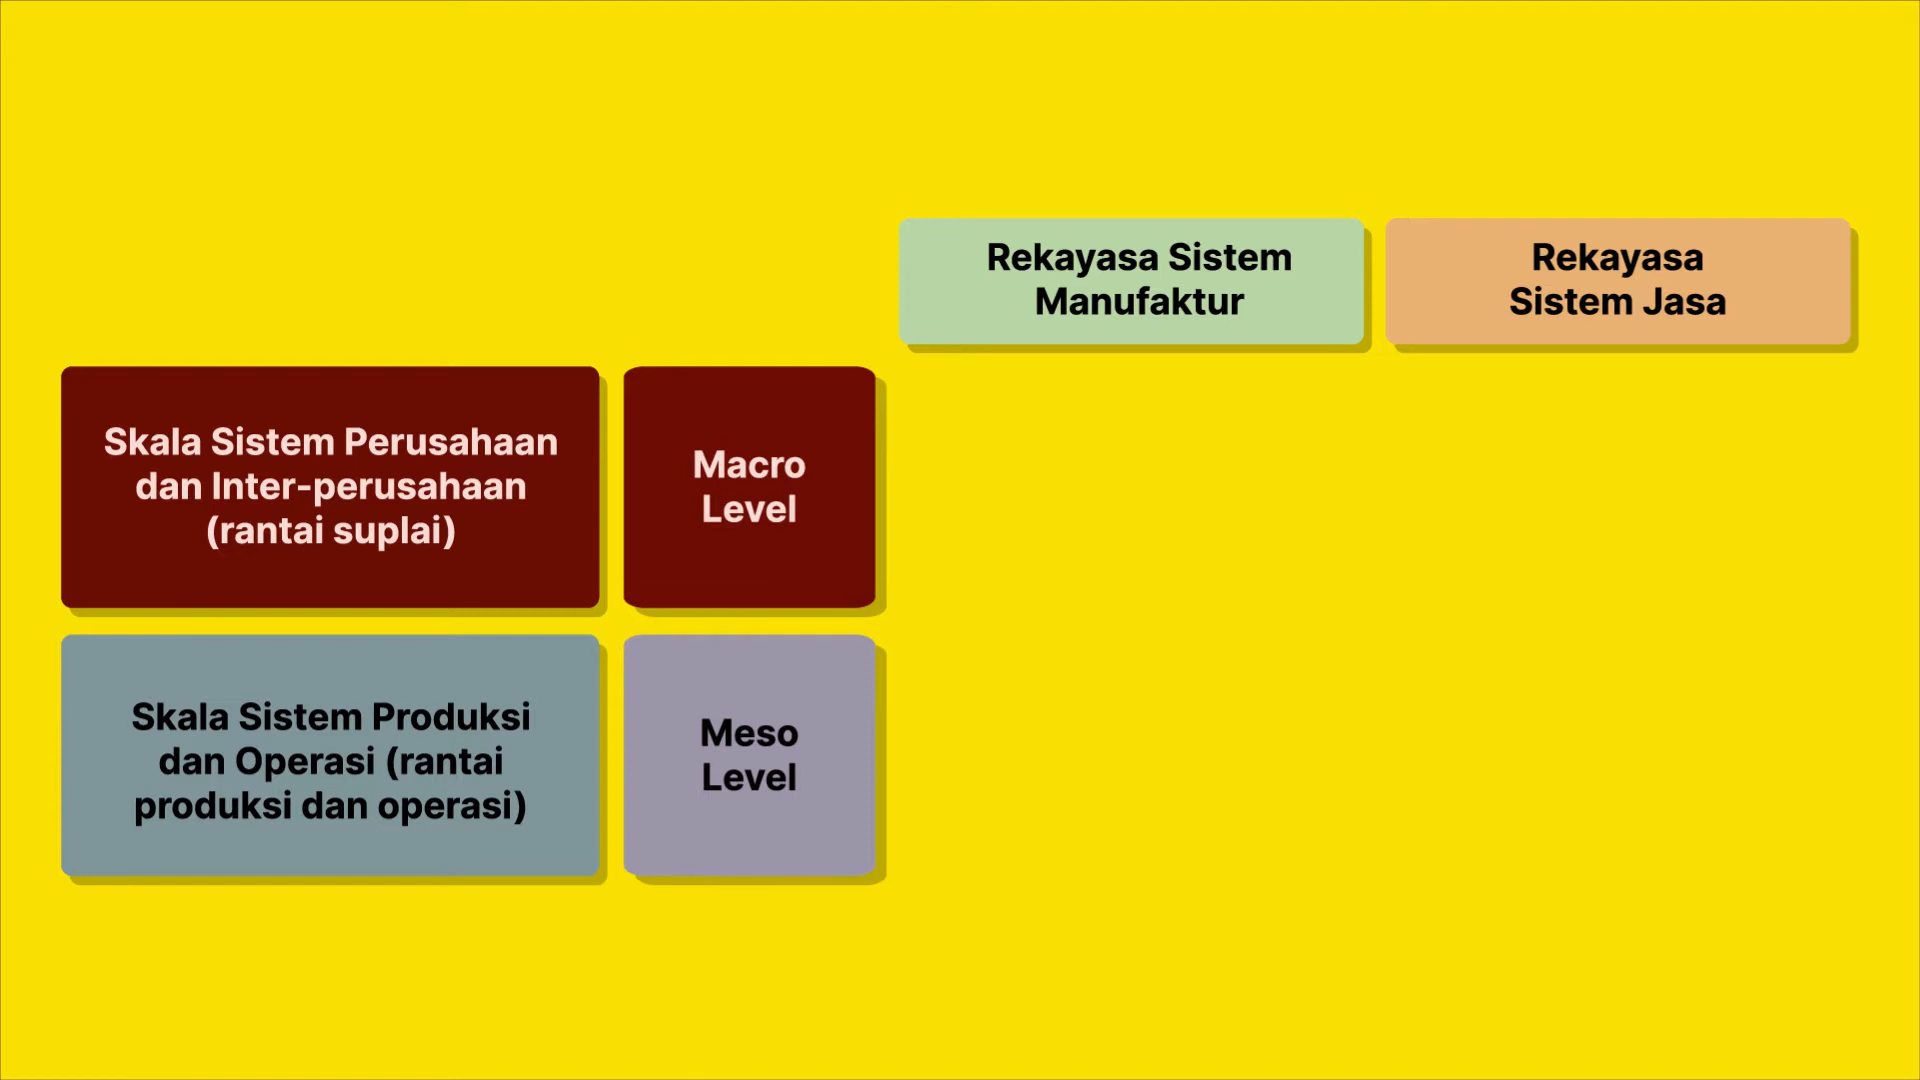 Rekayasa Sistem
Manufaktur
Rekayasa
Sistem Jasa
Skala Sistem Perusahaan
dan Inter-perusahaan
(rantai suplai)
Macro
Level
Skala Sistem Produksi
dan Operasi (rantai
produksi dan operasi)
Meso
Level